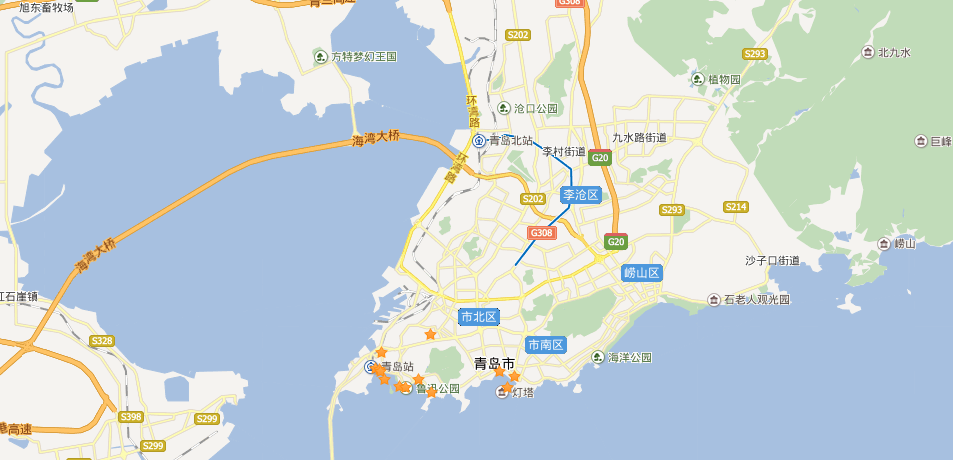 旭东畜牧场
青兰高速
G308
S202
S293
北九水
方特梦幻王国
植物园
沧口公园
环湾路
海湾大桥
青岛北站
九水路街道
巨峰
李村街道
G20
环湾路
李沧区
S202
S293
S214
G308
G20
海湾大桥
崂山
沙子口街道
崂山区
红石崖镇
石老人观光园
市北区
S328
市南区
海洋公园
青岛站
青岛市
鲁迅公园
灯塔
S398
S299
港高速
S299